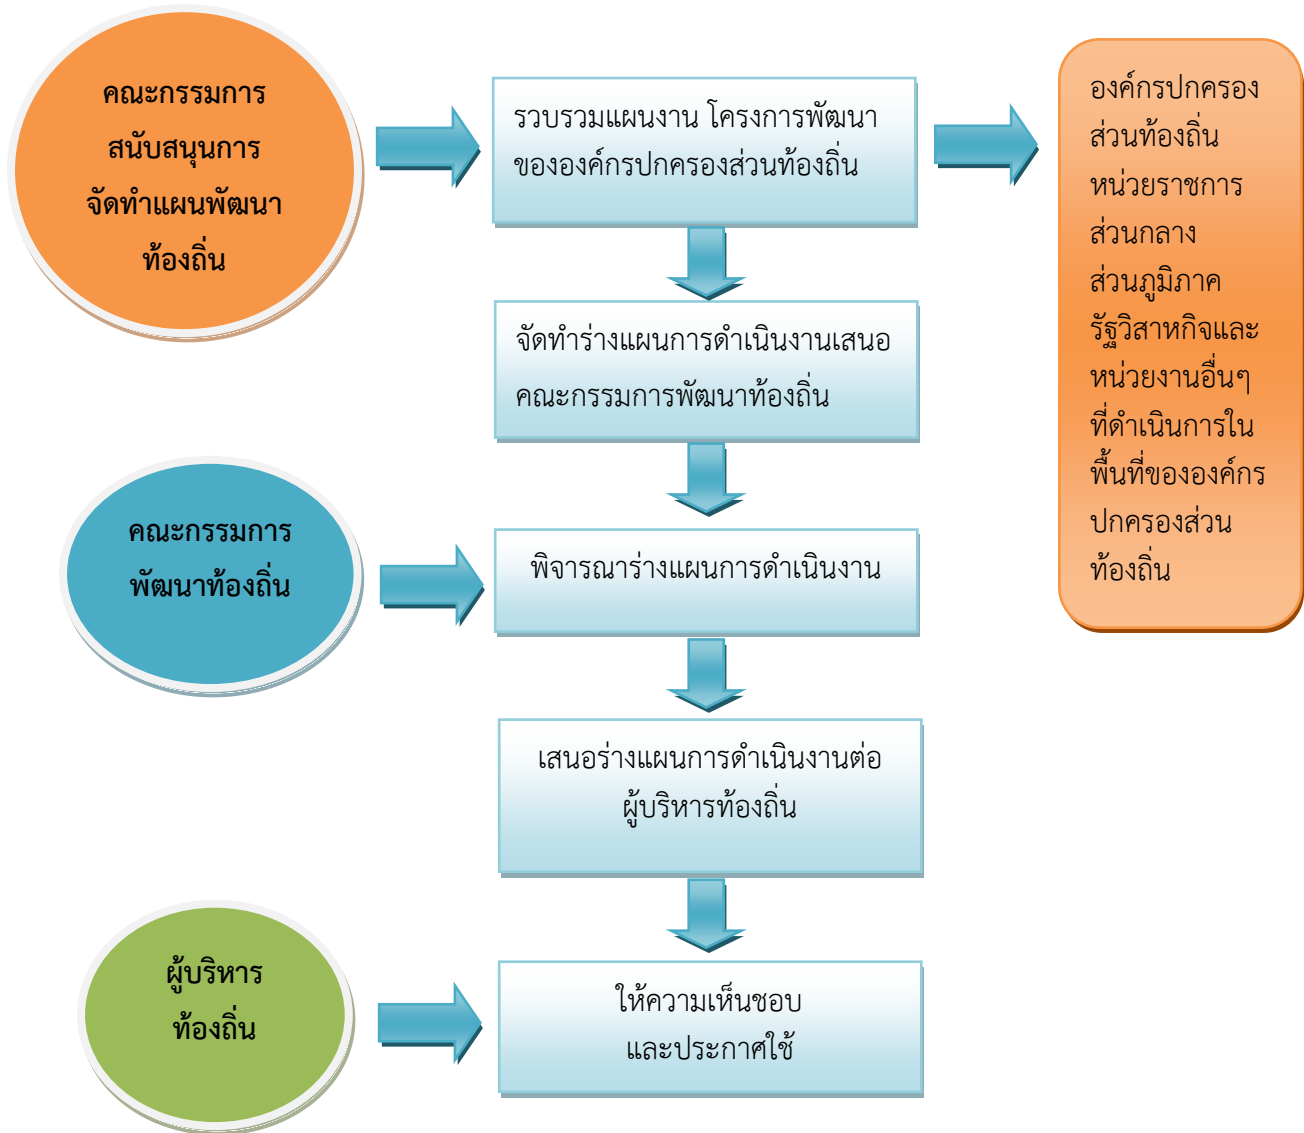 คณะกรรมการ
สนับสนุนการ
จัดทำแผนพัฒนา
ท้องถิ่น
รวบรวมแผนงาน โครงการพัฒนา
ขององค์กรปกครองส่วนท้องถิ่น
องค์กรปกครอง
ส่วนท้องถิ่น
หน่วยราชการ
ส่วนกลาง
ส่วนภูมิภาค
รัฐวิสาหกิจและ
หน่วยงานอื่นๆ
ที่ดำเนินการใน
พื้นที่ขององค์กร
ปกครองส่วน
ท้องถิ่น
จัดทำร่างแผนการดำเนินงานเสนอ
คณะกรรมการพัฒนาท้องถิ่น
คณะกรรมการ
พัฒนาท้องถิ่น
พิจารณาร่างแผนการดำเนินงาน
เสนอร่างแผนการดำเนินงานต่อ
ผู้บริหารท้องถิ่น
ผู้บริหาร
ท้องถิ่น
ให้ความเห็นชอบ
และประกาศใช้